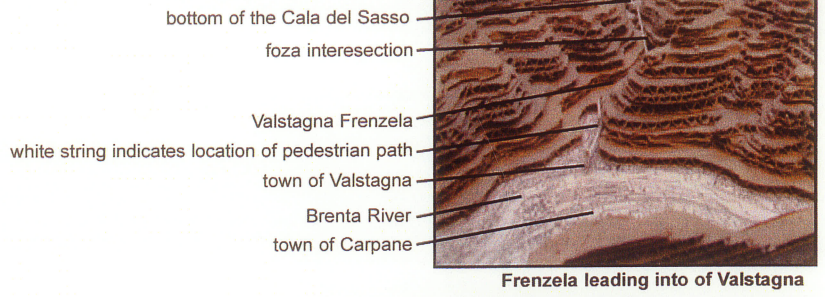 bottom of the Cala del Sasso
foza interesection
Valstagna Frenzela
white string indicates location of pedestrian path
town of Valstagna
Brenta River
town of Carpane
Frenzela leading into of Valstagna